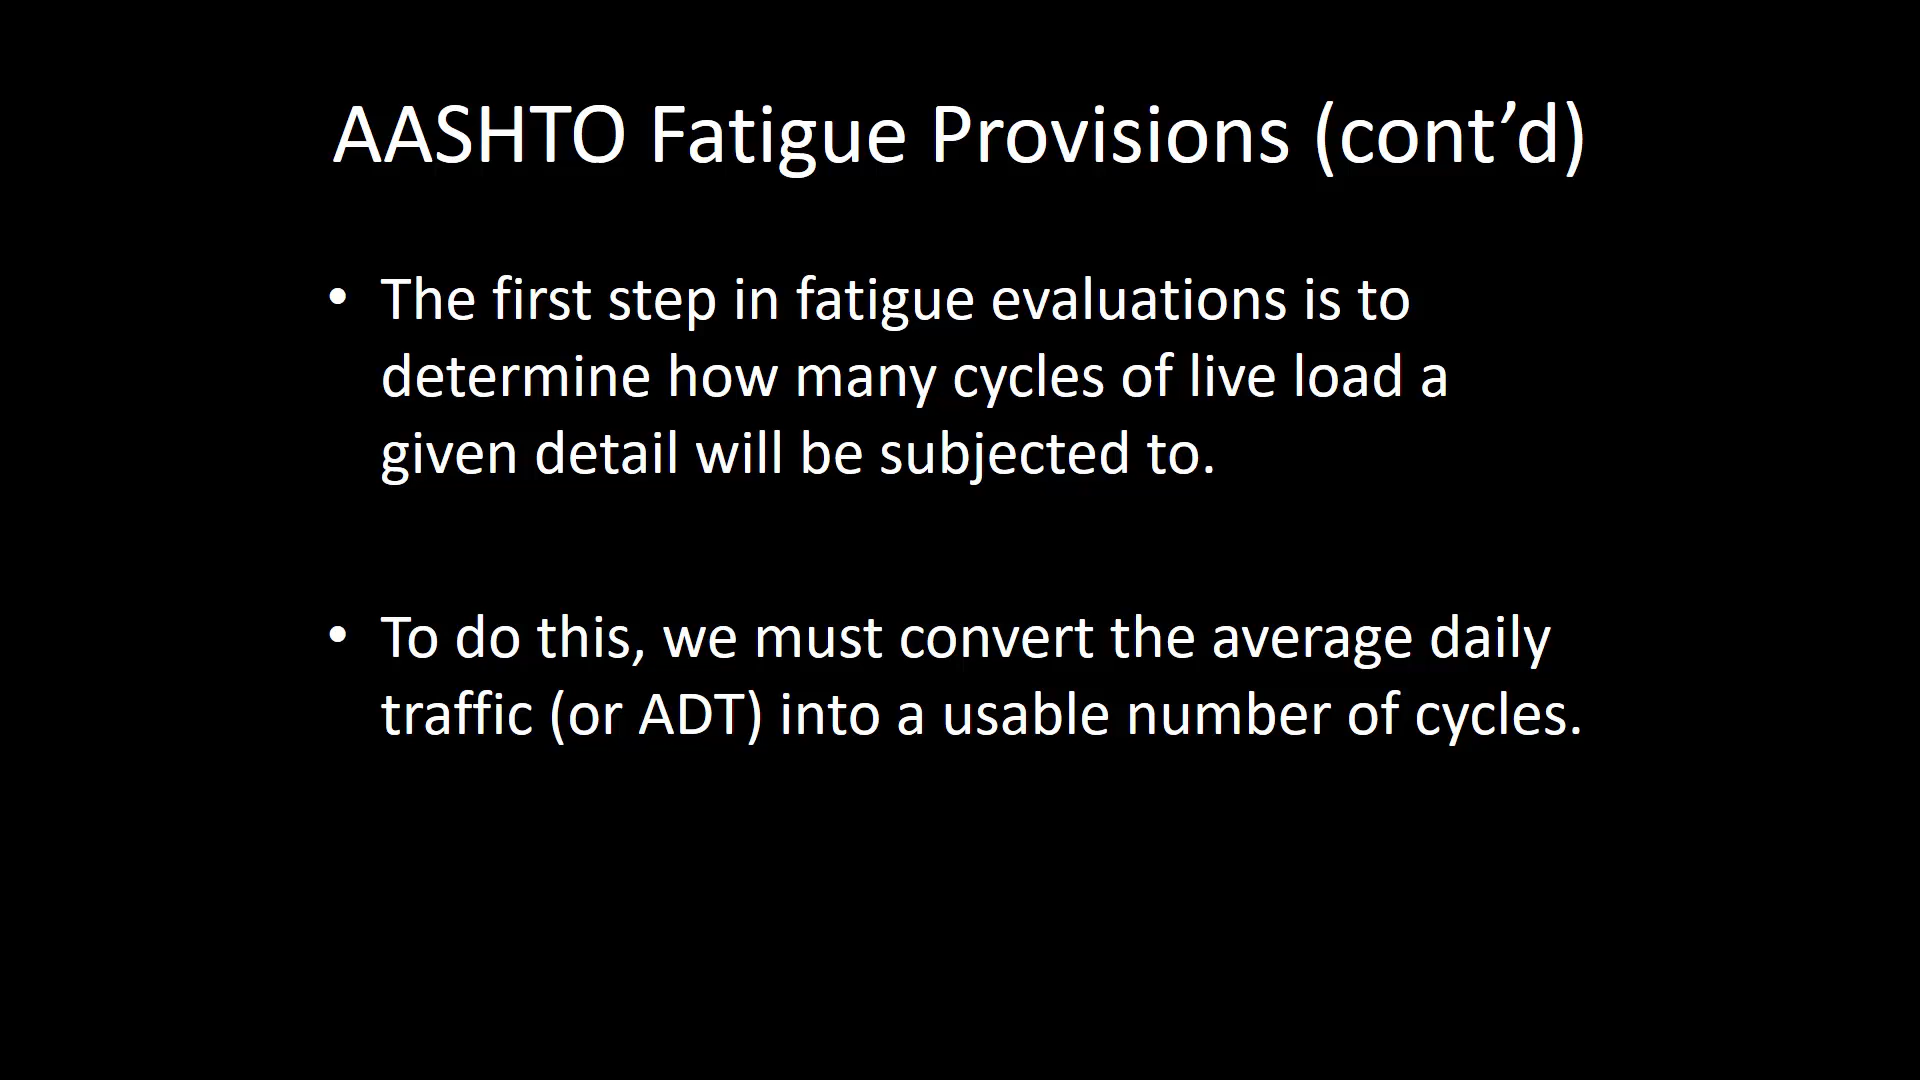 AASHTO Fatigue Provisions (cont’d)
• The first step in fatigue evaluations is to
determine how many cycles of live load a
given detail will be subjected to.
• To do this, we must convert the average daily
traffic (or ADT) into a usable number of cycles.